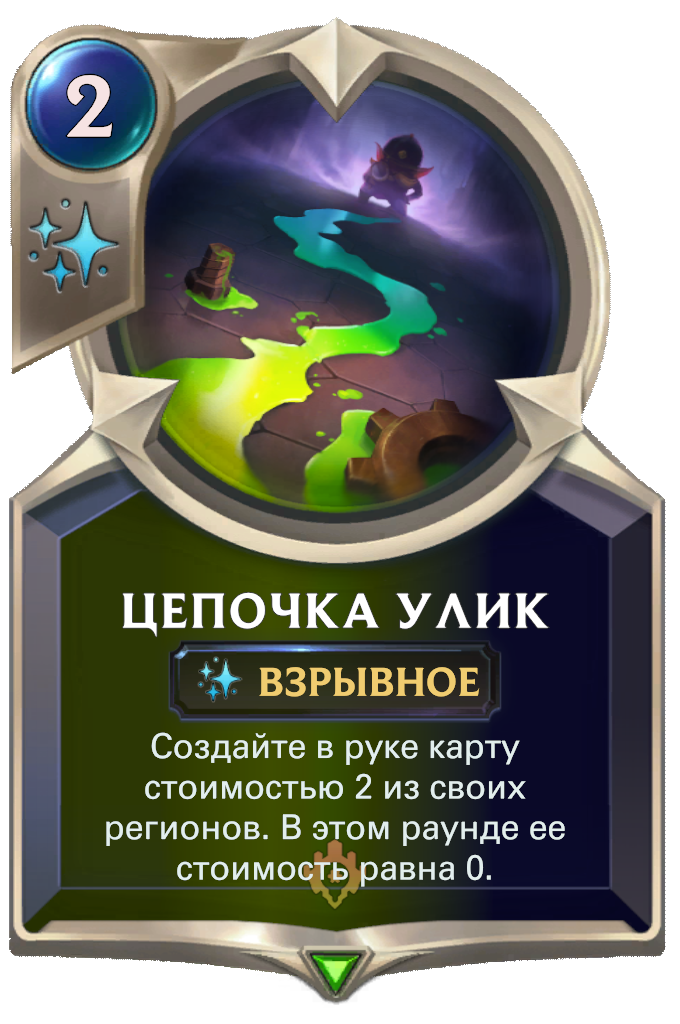 2
ЦЕПОЧКА УЛИК
ВЗРЫВНОЕ
Создайте в руке карту
стоимостью 2 из своих
регионов. В этом раунде ее
стоимость равна 0.